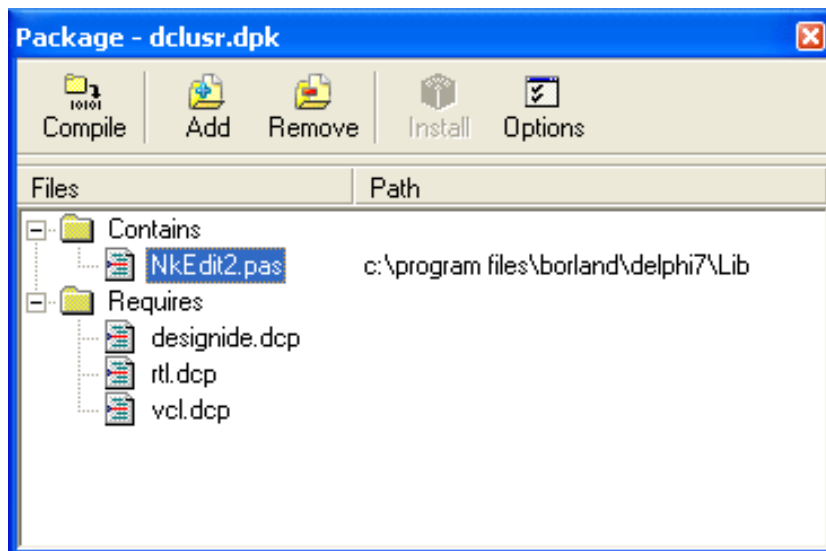 Package - dclusr.dpk
10101
Compile Add Remove Install Options
Files Path
Contains
NkEdit2.pas c:\program files\borland\delphi7\Lib
Requires
designide.dcp
rtl.dcp
vcl.dcp